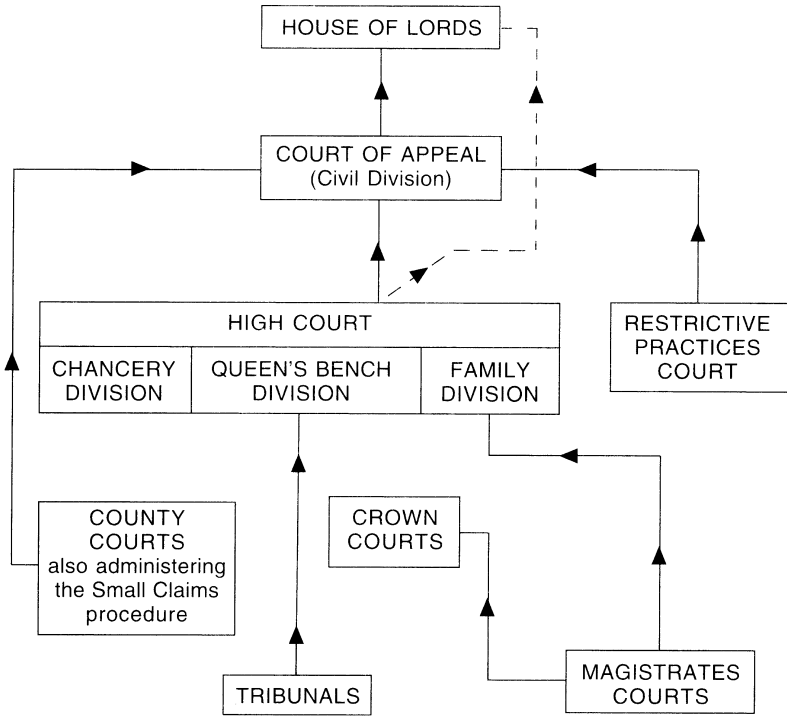 HOUSE OF LORDS
COURT OF APPEAL
(Civil Division)
HIGH COURT
CHANCERY
DIVISION
QUEEN'S BENCH
DIVISION
FAMILY
DIVISION
RESTRICTIVE
PRACTICES
COURT
COUNTY
COURTS
also administering
the Small Claims
procedure
CROWN
COURTS
TRIBUNALS
MAGISTRATES
COURTS